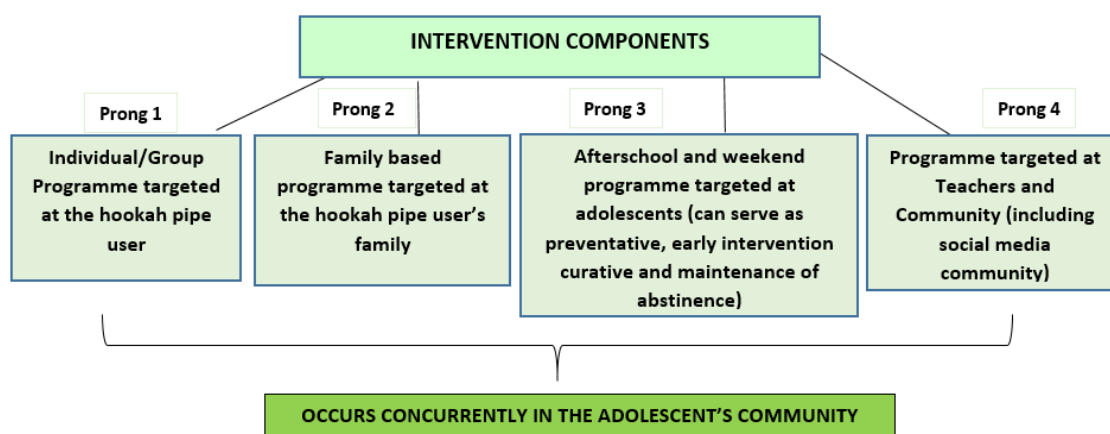 INTERVENTION COMPONENTS
Prong 1
Individual/Group
Programme targeted
at the hookah pipe
user
Prong 2
Family based
programme targeted at
the hookah pipe user’s
family
Prong 3
Afterschool and weekend
programme targeted at
adolescents (can serve as
preventative, early intervention
curative and maintenance of
abstinence)
Prong 4
Programme targeted at
Teachers and
Community (including
social media
community)
OCCURS CONCURRENTLY IN THE ADOLESCENT’S COMMUNITY